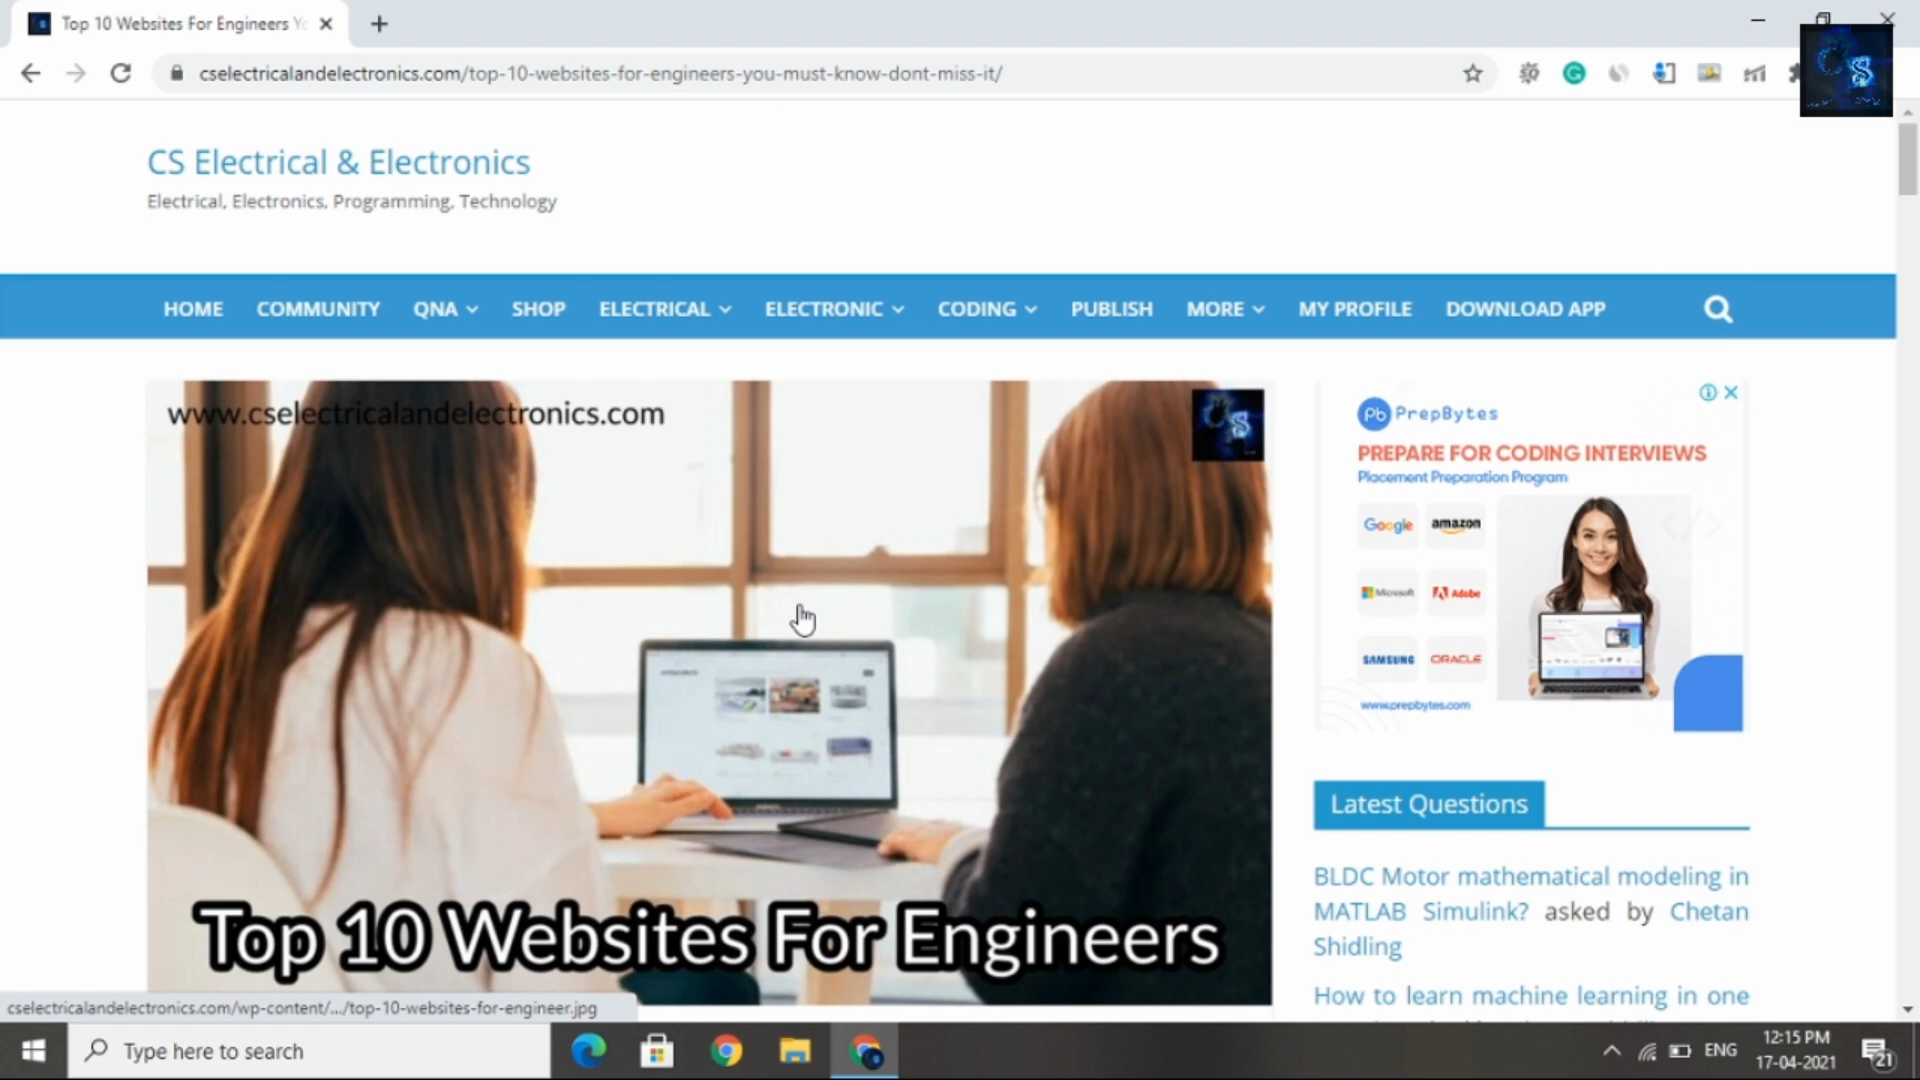 Top 10 Websites For Engineers Yo
cselectricalandelectronics.com/top-10-websites-for-engineers-you-must-know-dont-miss-it/
CS Electrical & Electronics
Electrical, Electronics, Programming, Technology
HOME COMMUNITY QNA SHOP ELECTRICAL ELECTRONIC CODING PUBLISH MORE MY PROFILE DOWNLOAD APP
www.cselectricalandelectronics.com
CS
Top 10 Websites For Engineers
Pb PrepBytes
PREPARE FOR CODING INTERVIEWS
Placement Preparation Program
Google amazon
Microsoft Adobe
SAMSUNG ORACLE
www.prepbytes.com
Latest Questions
BLDC Motor mathematical modeling in
MATLAB Simulink? asked by Chetan
Shidling
How to learn machine learning in one
cselectricalandelectronics.com/wp-content/.../top-10-websites-for-engineer.jpg
Type here to search
ENG
12:15 PM
17-04-2021
21